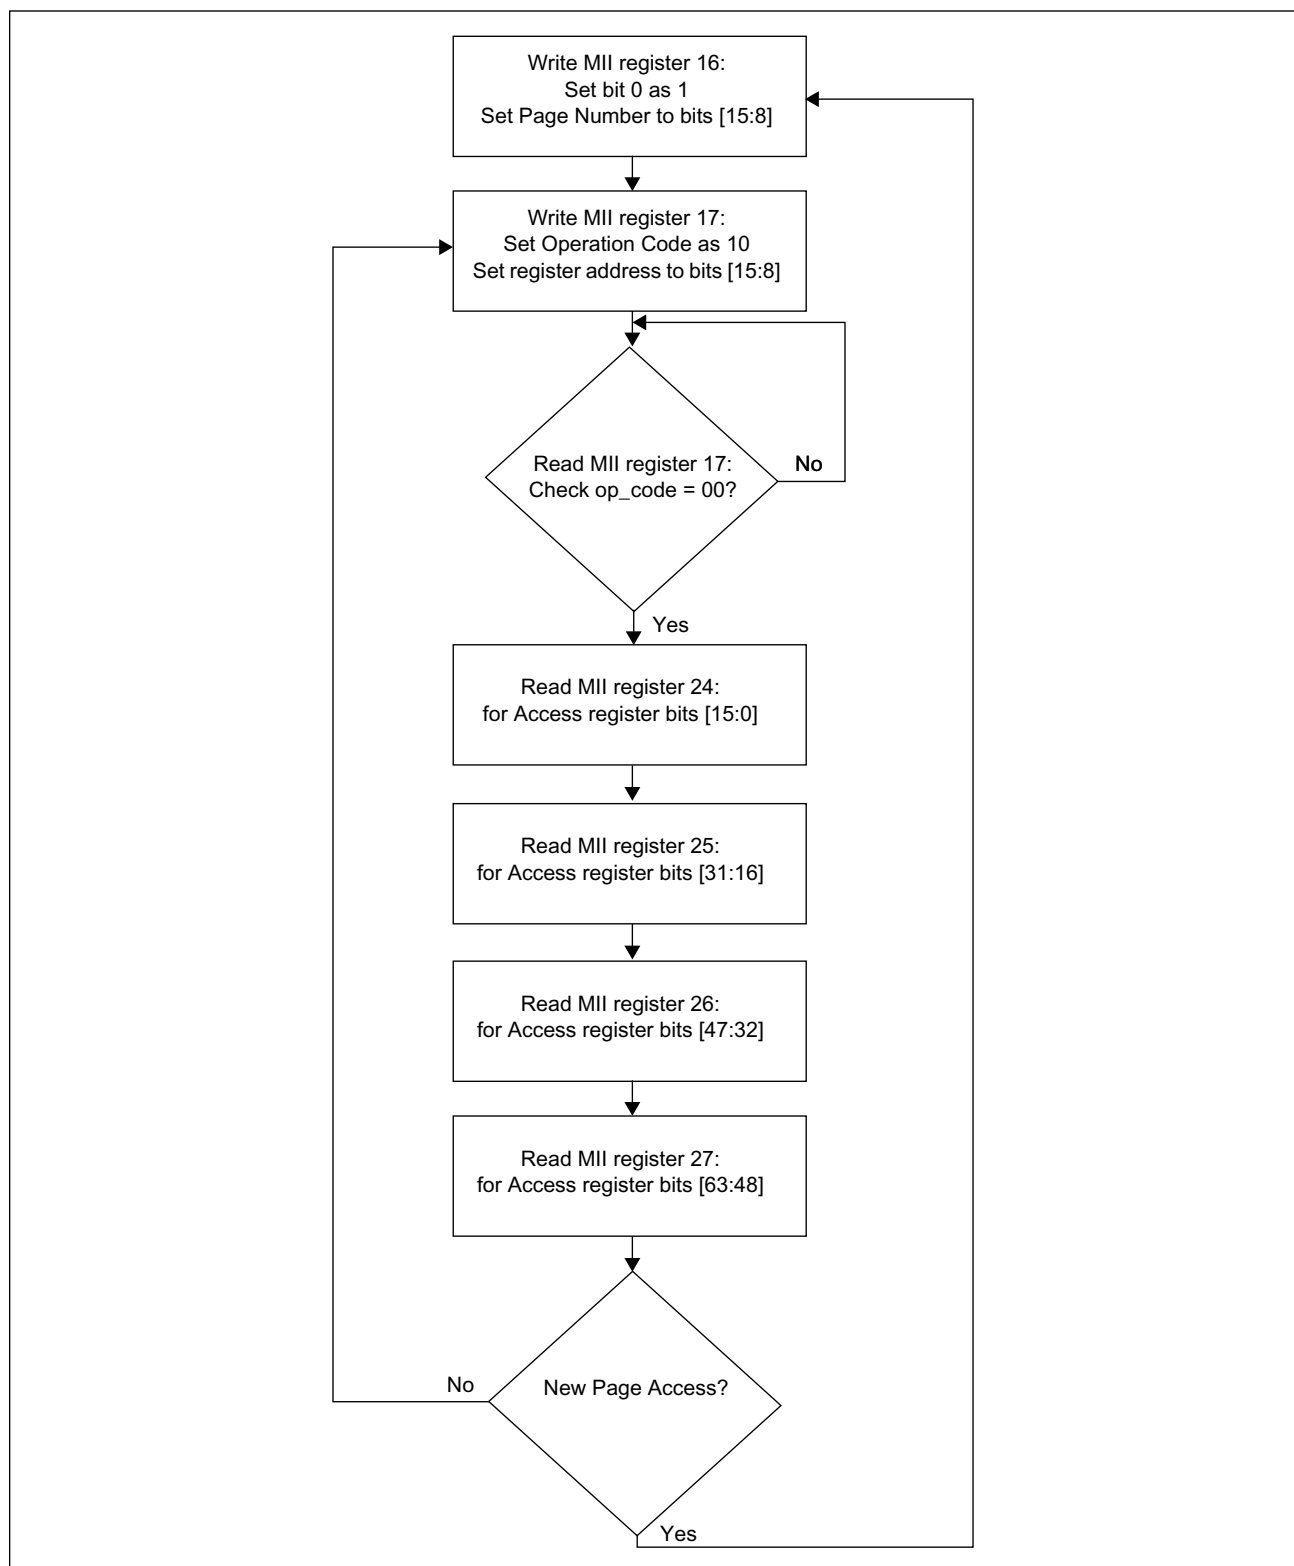 Write MII register 16:
Set bit 0 as 1
Set Page Number to bits [15:8]
Write MII register 17:
Set Operation Code as 10
Set register address to bits [15:8]
Read MII register 17:
Check op_code = 00?
No
Yes
Read MII register 24:
for Access register bits [15:0]
Read MII register 25:
for Access register bits [31:16]
Read MII register 26:
for Access register bits [47:32]
Read MII register 27:
for Access register bits [63:48]
No
New Page Access?
Yes